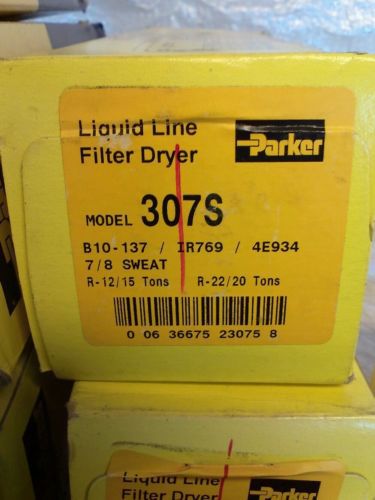 Liquid Line
Filter Dryer
Parker
MODEL 307S
B10-137 / IR769 / 4E934
7/8 SWEAT
R-12/15 Tons R-22/20 Tons
0 06 36675 23075 8
Liquid Line
Filter Dryer
Parker